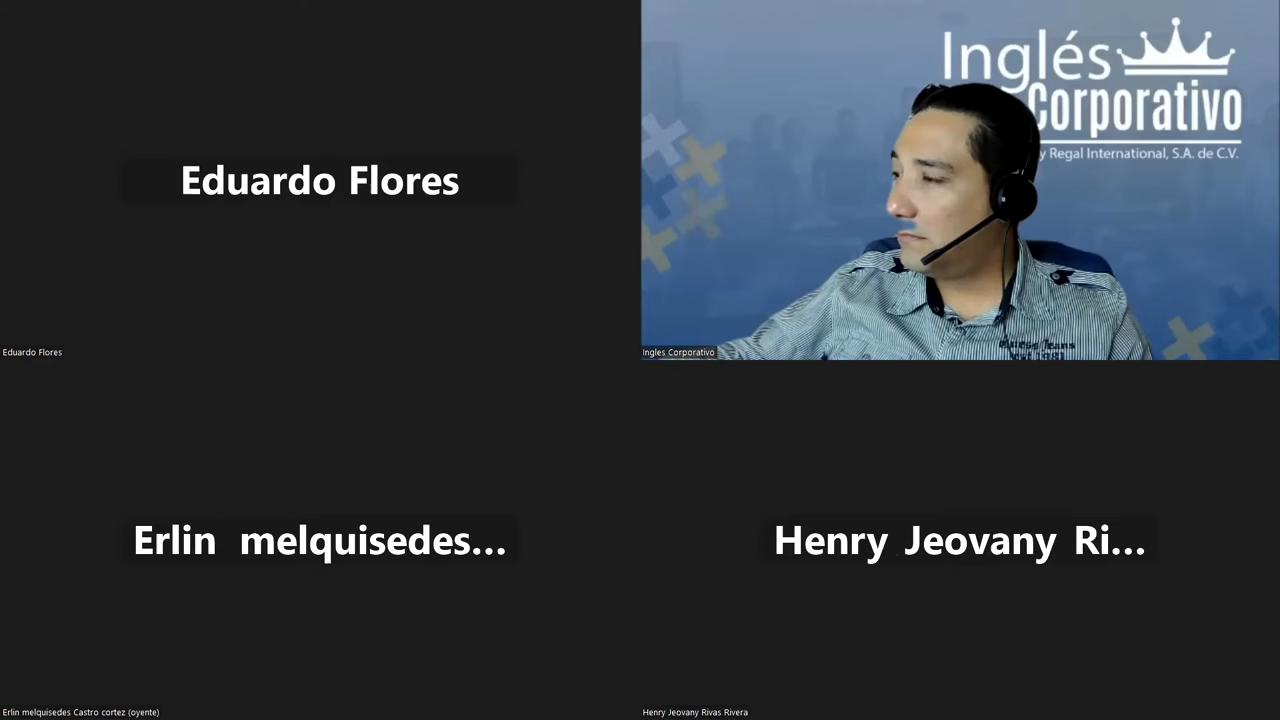 Eduardo Flores
Eduardo Flores
Inglés
Corporativo
y Regal International, S.A. de C.V.
Ingles Corporativo
Erlin melquisedes...
Erlin melquisedes Castro cortez (oyente)
Henry Jeovany Ri...
Henry Jeovany Rivas Rivera